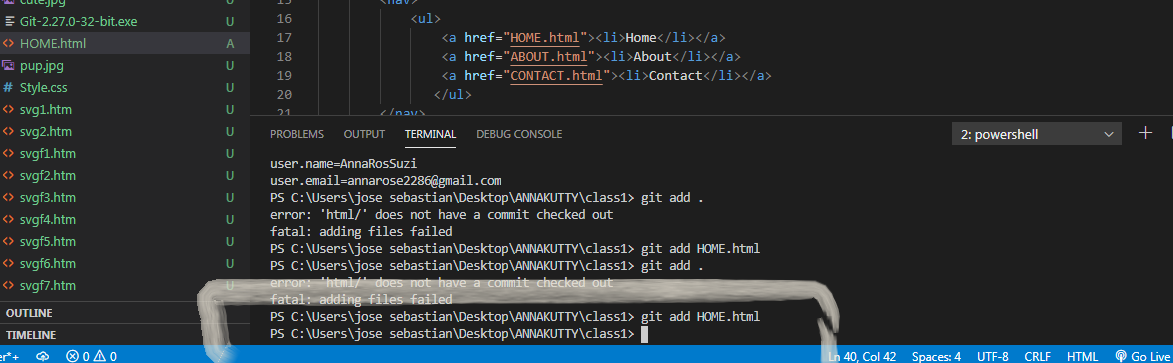 cute.jpg U
Git-2.27.0-32-bit.exe U
HOME.html A
pup.jpg U
Style.css U
svg1.htm U
svg2.htm U
svgf1.htm U
svgf2.htm U
svgf3.htm U
svgf4.htm U
svgf5.htm U
svgf6.htm U
svgf7.htm U
OUTLINE
TIMELINE
15 <nav>
16 <ul>
17 <a href="HOME.html"><li>Home</li></a>
18 <a href="ABOUT.html"><li>About</li></a>
19 <a href="CONTACT.html"><li>Contact</li></a>
20 </ul>
21 </nav>
PROBLEMS OUTPUT TERMINAL DEBUG CONSOLE 2: powershell
user.name=AnnaRosSuzi
user.email=annarose2286@gmail.com
PS C:\Users\jose sebastian\Desktop\ANNAKUTTY\class1> git add .
error: 'html/' does not have a commit checked out
fatal: adding files failed
PS C:\Users\jose sebastian\Desktop\ANNAKUTTY\class1> git add HOME.html
PS C:\Users\jose sebastian\Desktop\ANNAKUTTY\class1> git add .
error: 'html/' does not have a commit checked out
fatal: adding files failed
PS C:\Users\jose sebastian\Desktop\ANNAKUTTY\class1> git add HOME.html
PS C:\Users\jose sebastian\Desktop\ANNAKUTTY\class1>
er*+ 0 0 Ln 40, Col 42 Spaces: 4 UTF-8 CRLF HTML Go Live